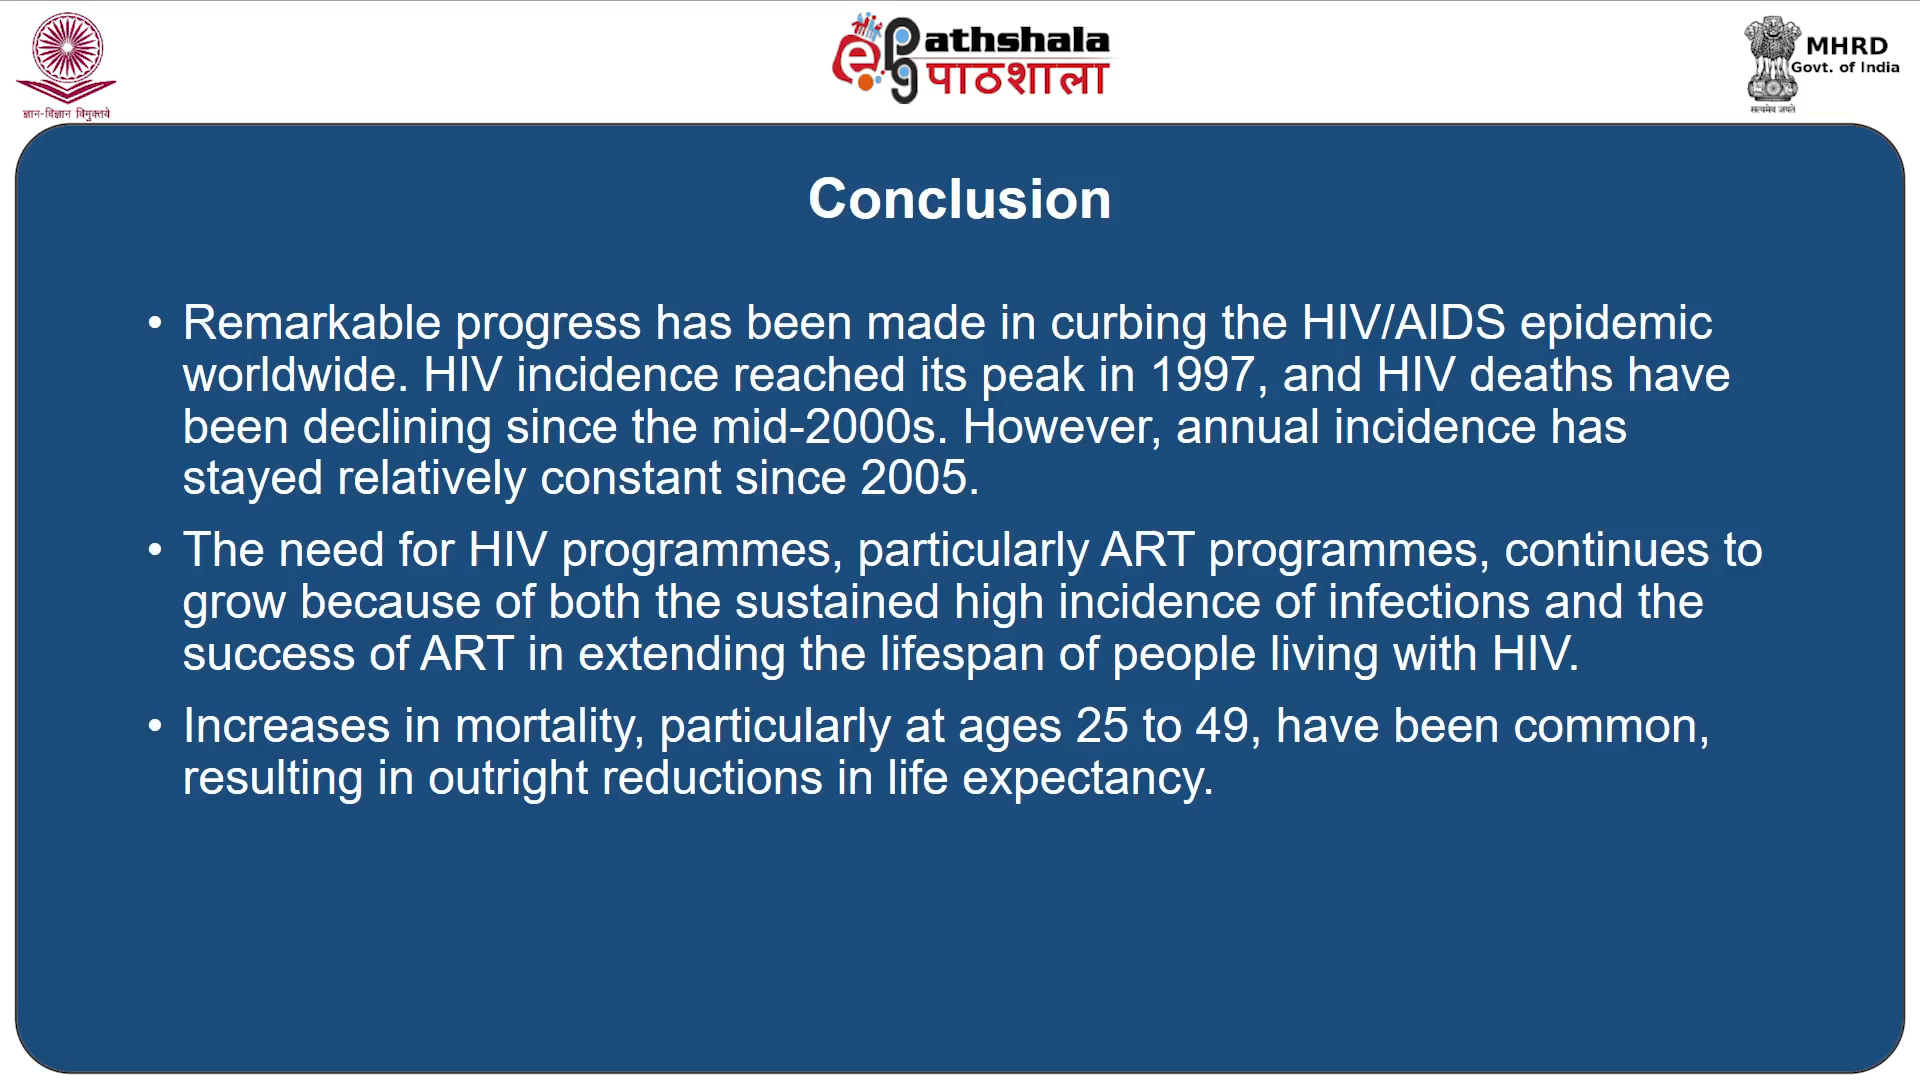 ज्ञान-विज्ञान विमुक्तये
ePathshala
पाठशाला
MHRD
Govt. of India
सत्यमेव जयते
Conclusion
• Remarkable progress has been made in curbing the HIV/AIDS epidemic
worldwide. HIV incidence reached its peak in 1997, and HIV deaths have
been declining since the mid-2000s. However, annual incidence has
stayed relatively constant since 2005.
• The need for HIV programmes, particularly ART programmes, continues to
grow because of both the sustained high incidence of infections and the
success of ART in extending the lifespan of people living with HIV.
• Increases in mortality, particularly at ages 25 to 49, have been common,
resulting in outright reductions in life expectancy.